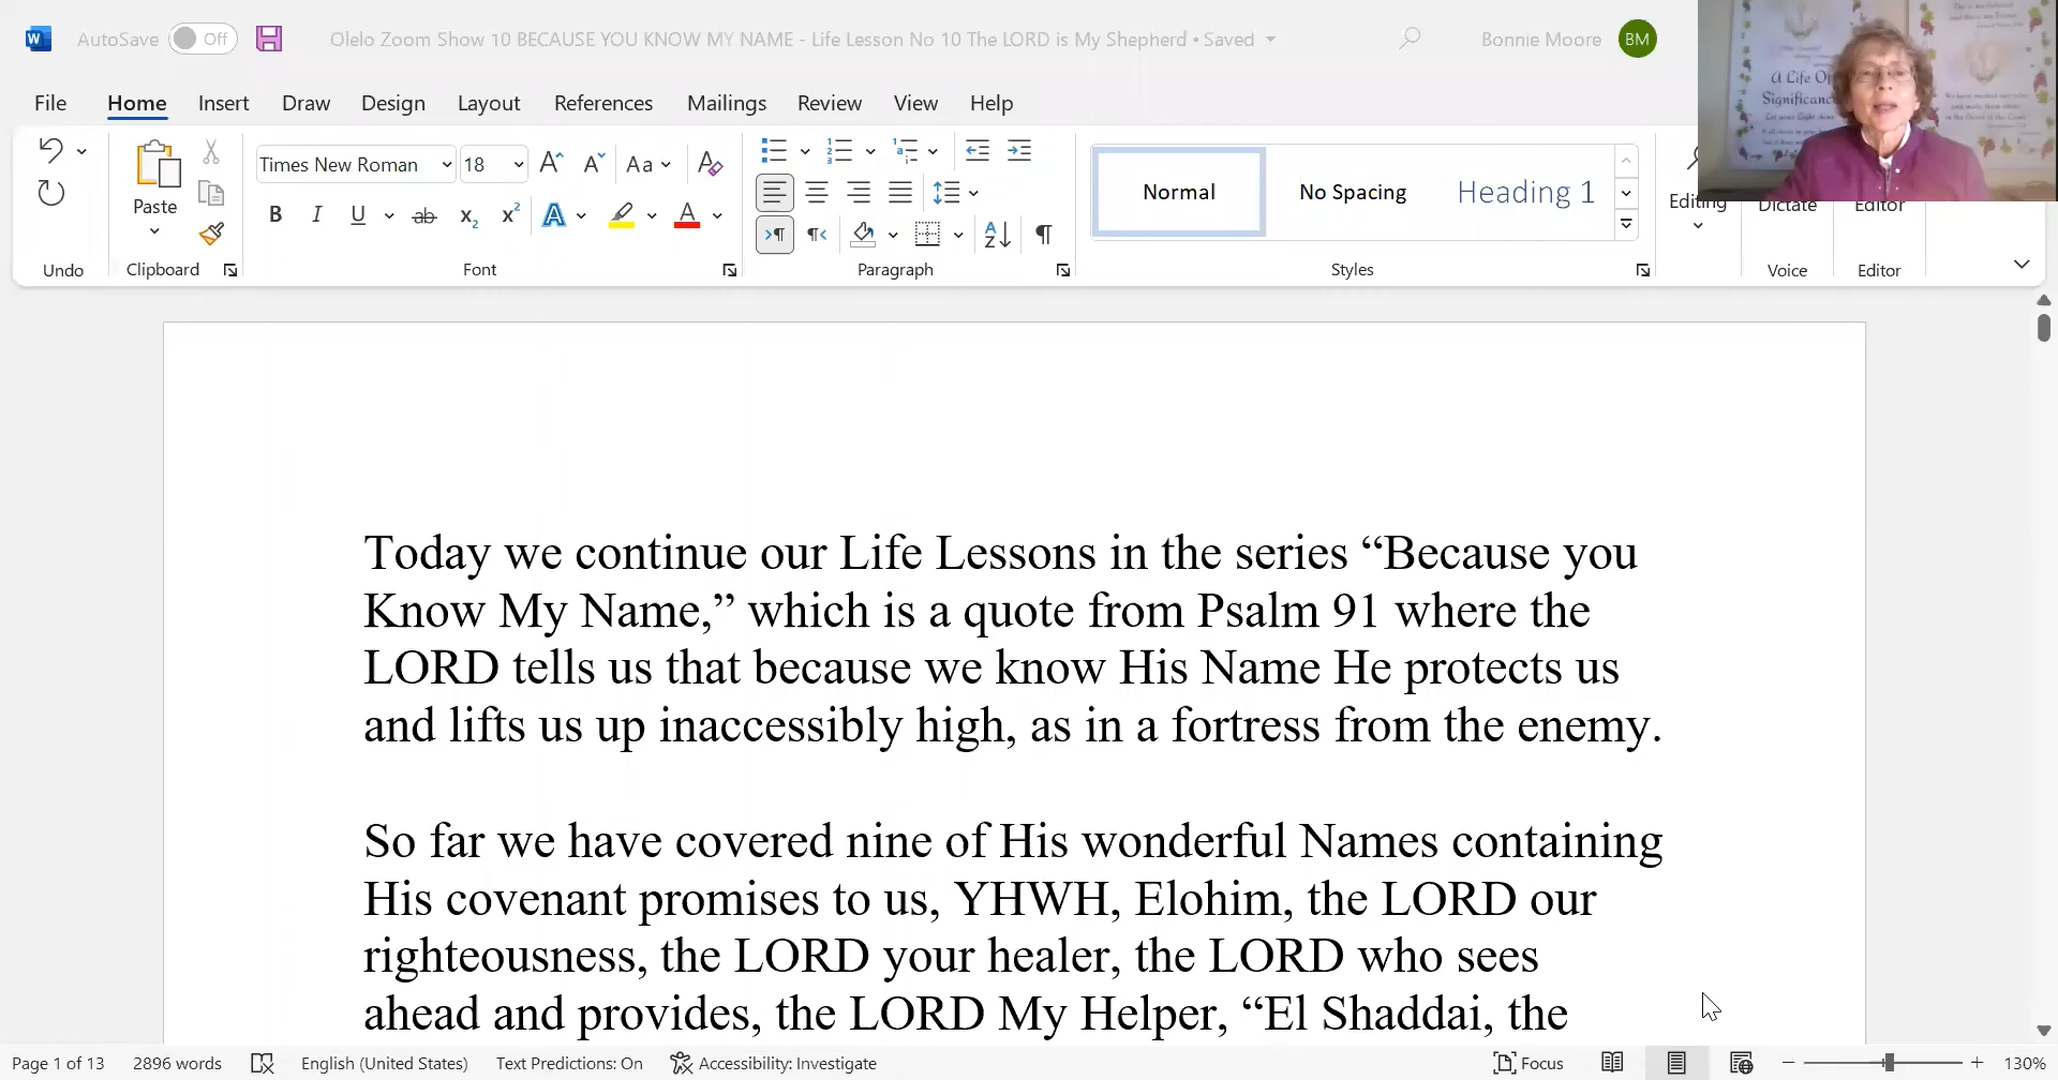 AutoSave Off Olelo Zoom Show 10 BECAUSE YOU KNOW MY NAME - Life Lesson No 10 The LORD is My Shepherd • Saved Bonnie Moore BM
File Home Insert Draw Design Layout References Mailings Review View Help
Times New Roman 18
Paste
Normal No Spacing Heading 1
Editing Dictate Editor
Undo Clipboard Font Paragraph Styles Voice Editor
A Life Of
Significance
Today we continue our Life Lessons in the series “Because you
Know My Name,” which is a quote from Psalm 91 where the
LORD tells us that because we know His Name He protects us
and lifts us up inaccessibly high, as in a fortress from the enemy.
So far we have covered nine of His wonderful Names containing
His covenant promises to us, YHWH, Elohim, the LORD our
righteousness, the LORD your healer, the LORD who sees
ahead and provides, the LORD My Helper, “El Shaddai, the
Page 1 of 13 2896 words English (United States) Text Predictions: On Accessibility: Investigate Focus 130%